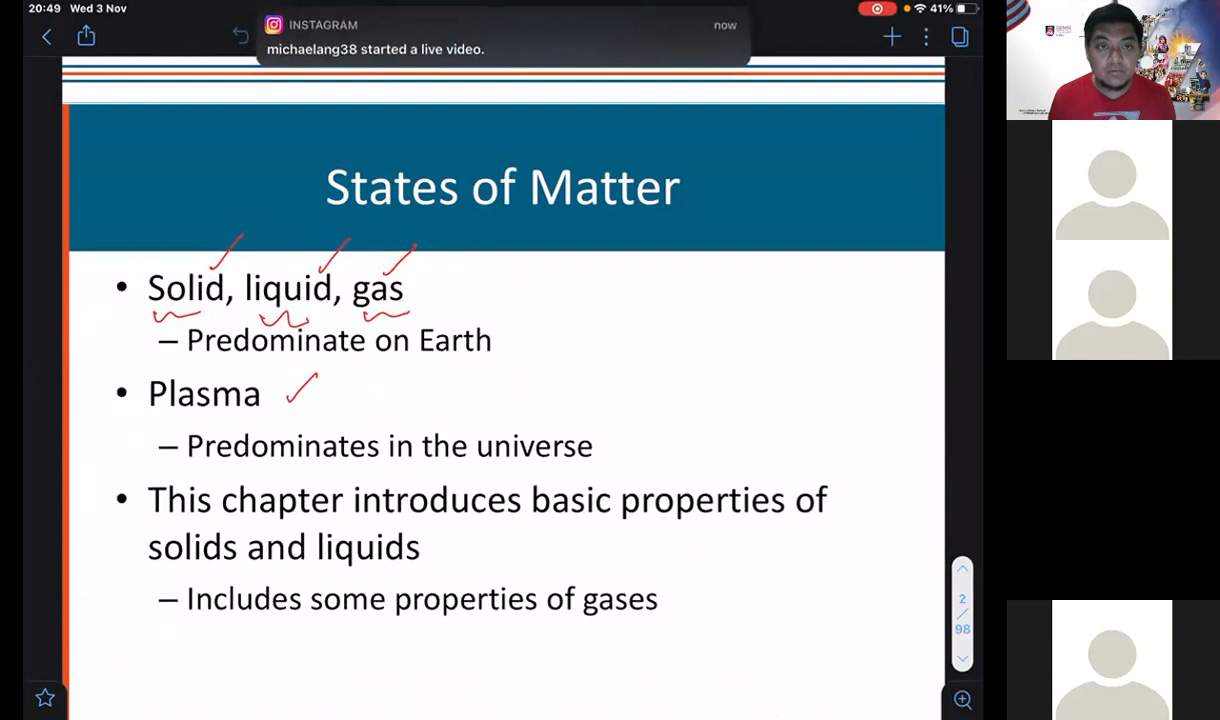 20:49 Wed 3 Nov
INSTAGRAM
now
michaelang38 started a live video.
41%
States of Matter
• Solid, liquid, gas
– Predominate on Earth
• Plasma
– Predominates in the universe
• This chapter introduces basic properties of
solids and liquids
– Includes some properties of gases
2
/
98